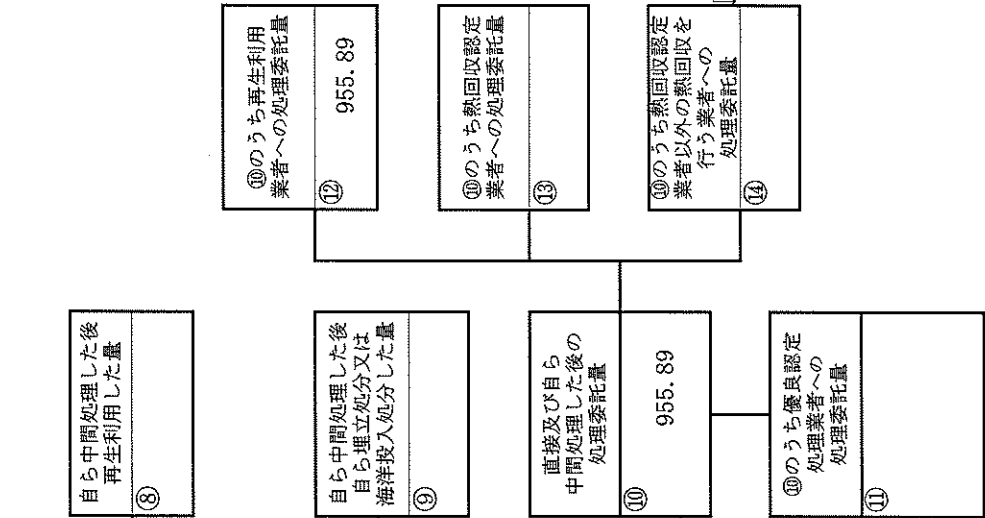 自ら中間処理した後
再生利用した量
⑧
自ら中間処理した後
自ら埋立処分又は
海洋投入処分した量
⑨
直接及び自ら
中間処理した後の
処理委託量
⑩
955.89
⑩のうち優良認定
処理業者への
処理委託量
⑪
⑩のうち再生利用
業者への処理委託量
⑫
955.89
⑩のうち熱回収認定
業者への処理委託量
⑬
⑩のうち熱回収認定
業者以外の熱回収を
行う業者への
処理委託量
⑭